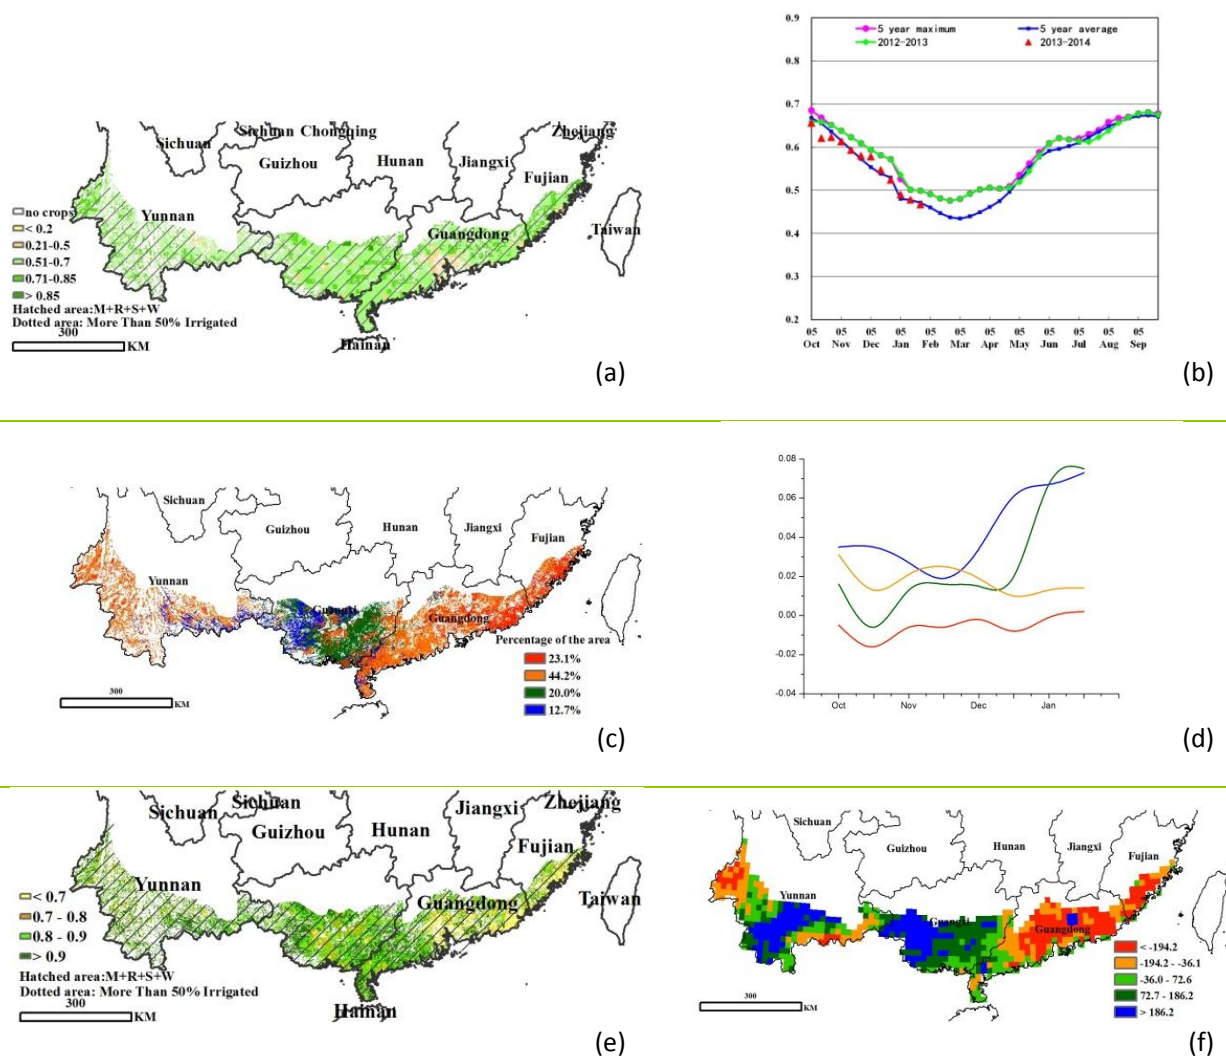 Sichuan
Sichuan Chongqing
Zhejiang
Guizhou
Hunan
Jiangxi
Fujian
Yunnan
Guangdong
Taiwan
no crops
< 0.2
0.21-0.5
0.51-0.7
0.71-0.85
> 0.85
Hatched area:M+R+S+W
Dotted area: More Than 50% Irrigated
300
KM
Hainan
(a)
5 year maximum
5 year average
2012-2013
2013-2014
0.9
0.8
0.7
0.6
0.5
0.4
0.3
0.2
05 05 05 05 05 05 05 05 05 05 05 05
Oct Nov Dec Jan Feb Mar Apr May Jun Jul Aug Sep
(b)
Sichuan
Guizhou
Hunan
Jiangxi
Fujian
Yunnan
Guangxi
Guangdong
Percentage of the area
23.1%
44.2%
20.0%
12.7%
300
KM
(c)
0.08
0.06
0.04
0.02
0.00
-0.02
-0.04
Oct Nov Dec Jan
(d)
Sichuan
Sichuan
Zhejiang
Guizhou
Hunan
Jiangxi
Fujian
Yunnan
Guangdong
Taiwan
< 0.7
0.7 - 0.8
0.8 - 0.9
> 0.9
Hatched area:M+R+S+W
Dotted area: More Than 50% Irrigated
300
KM
Hainan
(e)
Sichuan
Guizhou
Hunan
Jiangxi
Fujian
Yunnan
Guangxi
Guangdong
< -194.2
-194.2 - -36.1
-36.0 - 72.6
72.7 - 186.2
> 186.2
300
KM
(f)